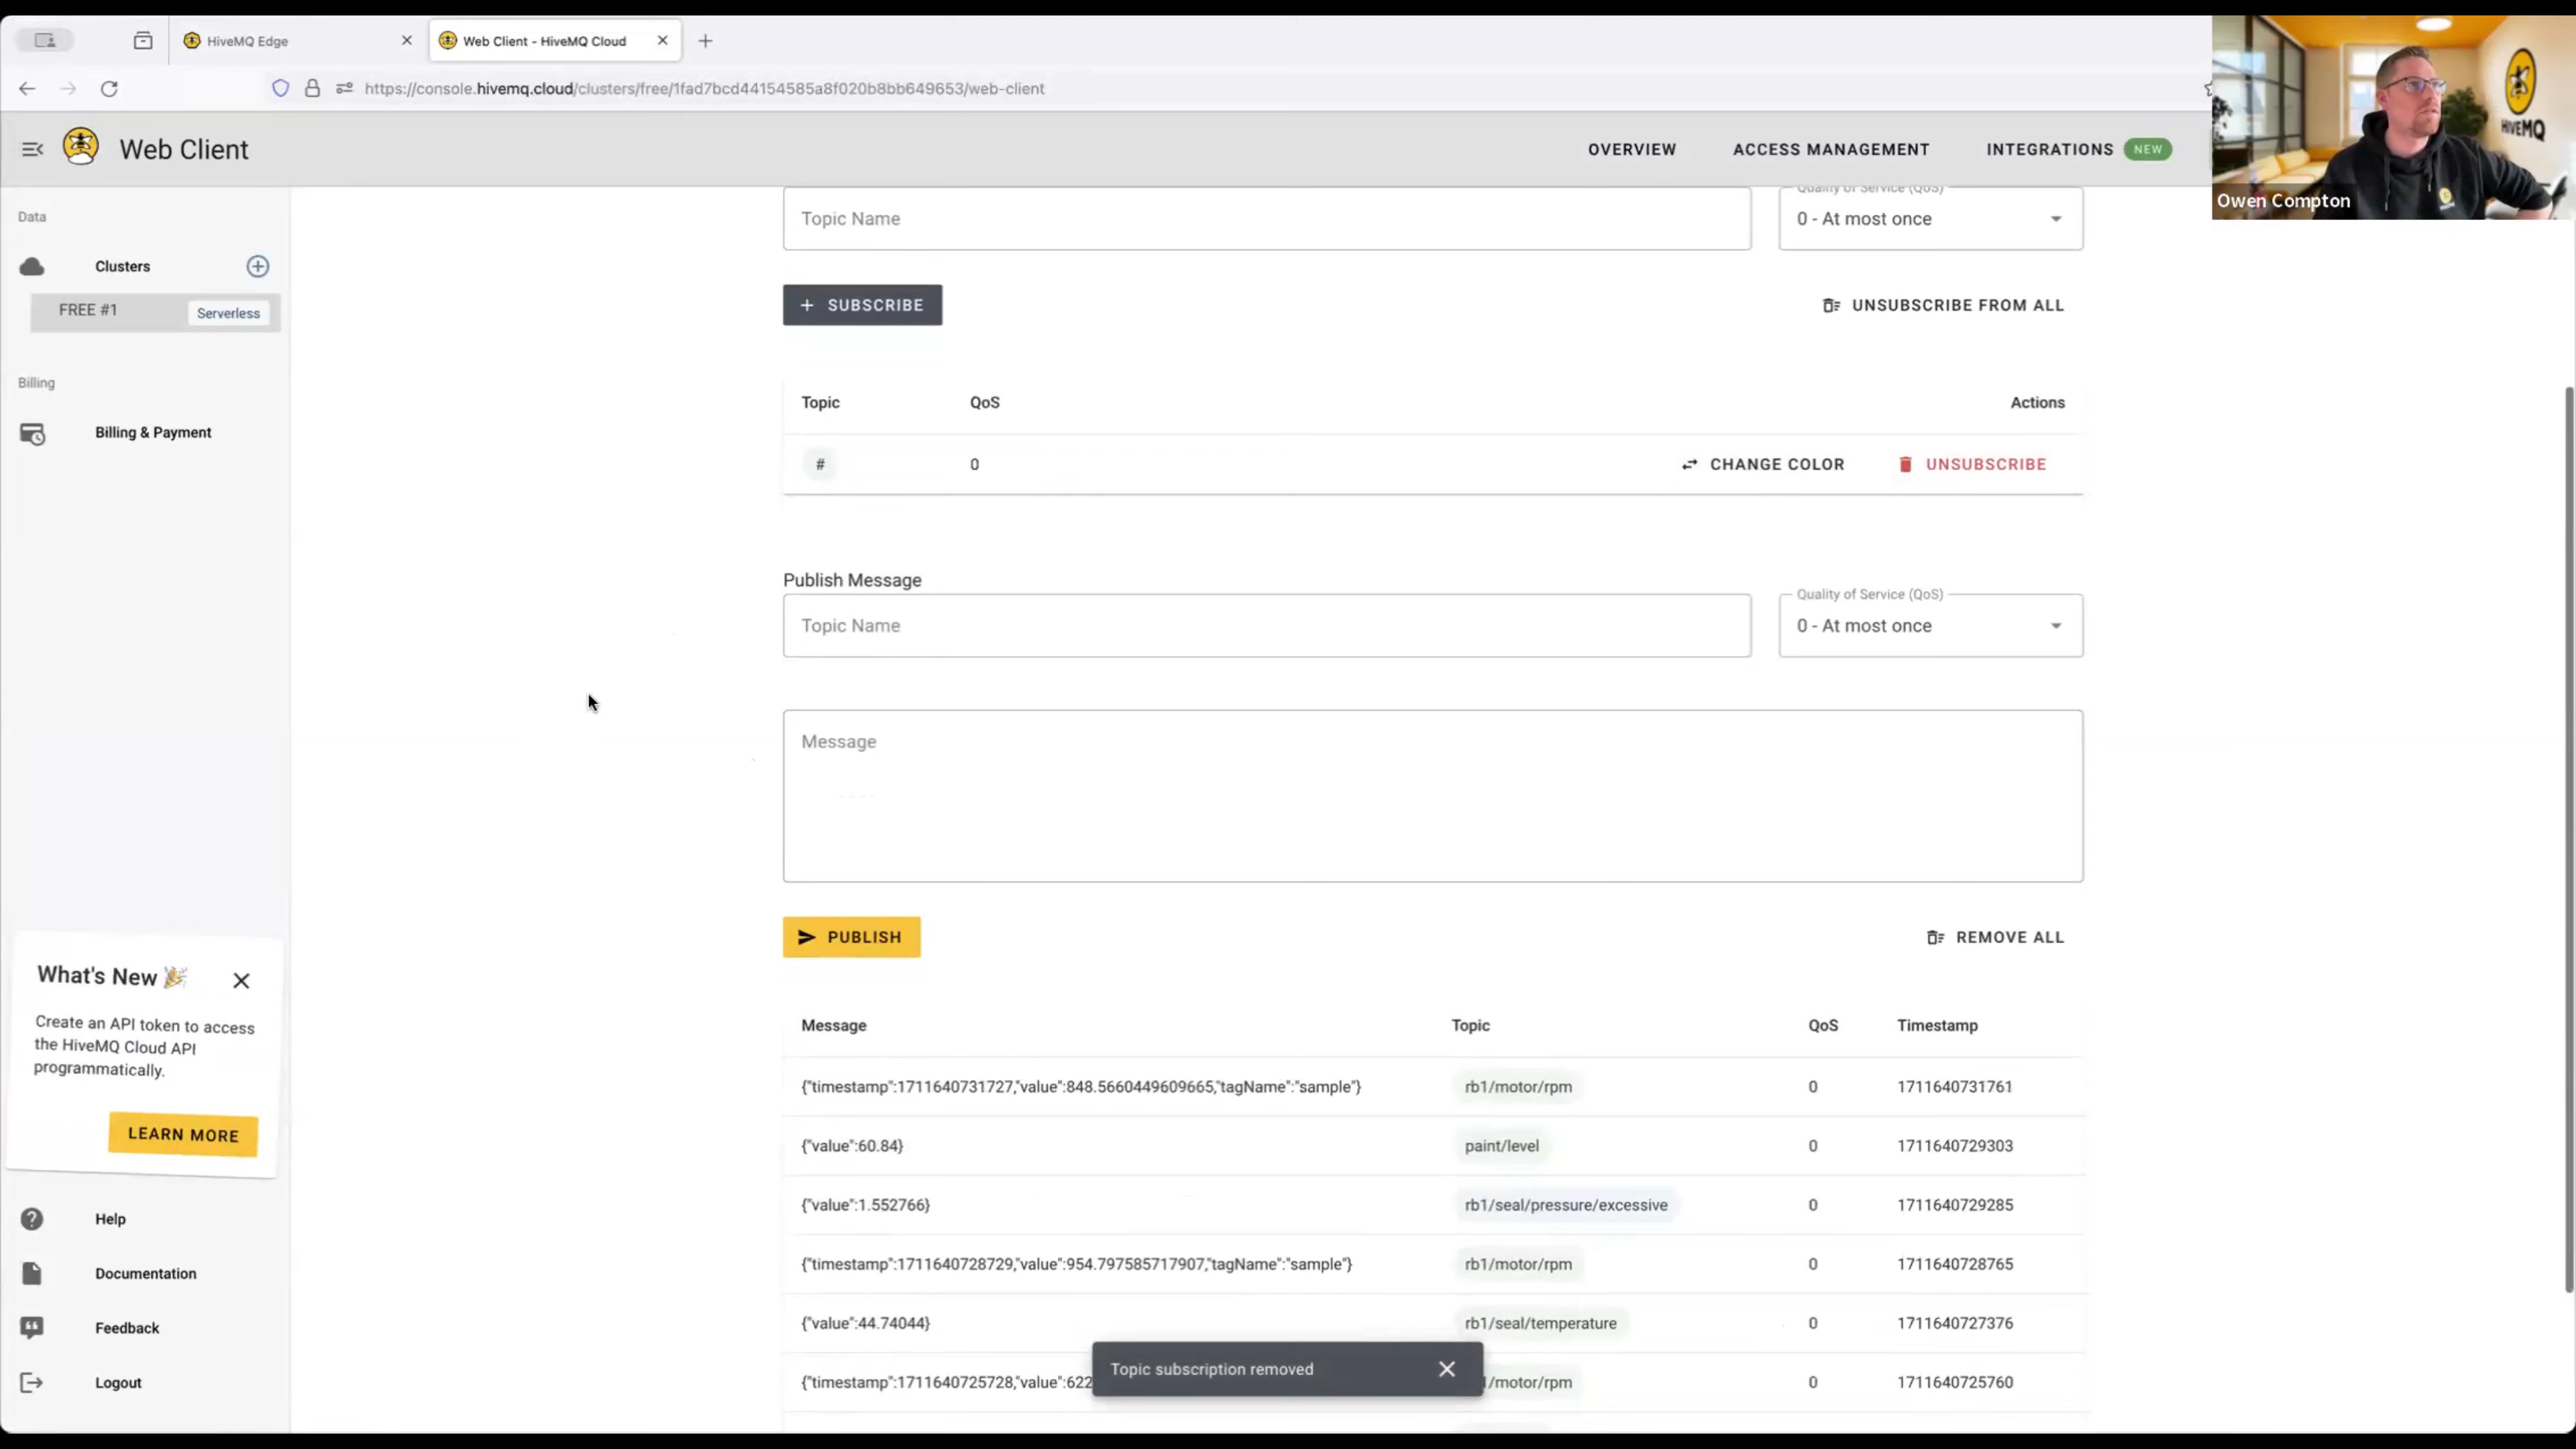 HiveMQ Edge
Web Client - HiveMQ Cloud
https://console.hivemq.cloud/clusters/free/1fad7bcd44154585a8f020b8bb649653/web-client
HiveMQ
Owen Compton
Web Client
OVERVIEW
ACCESS MANAGEMENT
INTEGRATIONS NEW
Data
Clusters
FREE #1 Serverless
Billing
Billing & Payment
What's New
Create an API token to access
the HiveMQ Cloud API
programmatically.
LEARN MORE
Help
Documentation
Feedback
Logout
Quality of Service (QoS)
Topic Name 0 - At most once
+ SUBSCRIBE UNSUBSCRIBE FROM ALL
Topic QoS Actions
# 0 CHANGE COLOR UNSUBSCRIBE
Publish Message
Quality of Service (QoS)
Topic Name 0 - At most once
Message
PUBLISH REMOVE ALL
Message Topic QoS Timestamp
{"timestamp":1711640731727,"value":848.5660449609665,"tagName":"sample"} rb1/motor/rpm 0 1711640731761
{"value":60.84} paint/level 0 1711640729303
{"value":1.552766} rb1/seal/pressure/excessive 0 1711640729285
{"timestamp":1711640728729,"value":954.797585717907,"tagName":"sample"} rb1/motor/rpm 0 1711640728765
{"value":44.74044} rb1/seal/temperature 0 1711640727376
{"timestamp":1711640725728,"value":622 /motor/rpm 0 1711640725760
Topic subscription removed